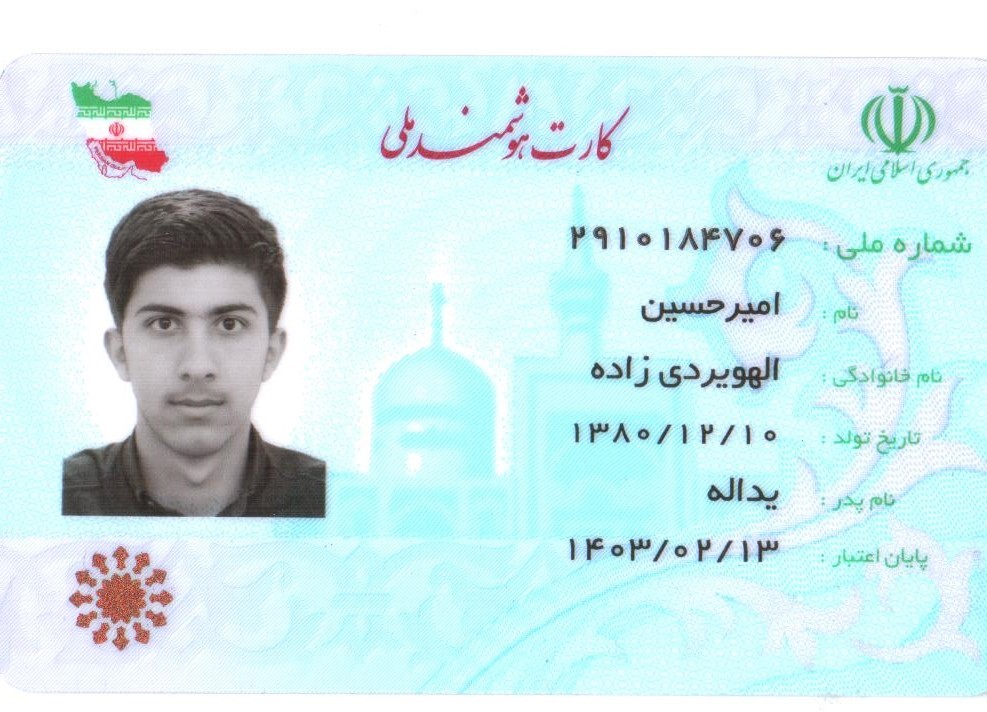 جمهوری اسلامی ایران
کارت هوشمند ملی
شماره ملی : ۲۹۱۰۱۸۴۷۰۶
نام : امیرحسین
نام خانوادگی : الهویردی زاده
تاریخ تولد : ۱۳۸۰/۱۲/۱۰
نام پدر : یداله
پایان اعتبار : ۱۴۰۳/۰۲/۱۳